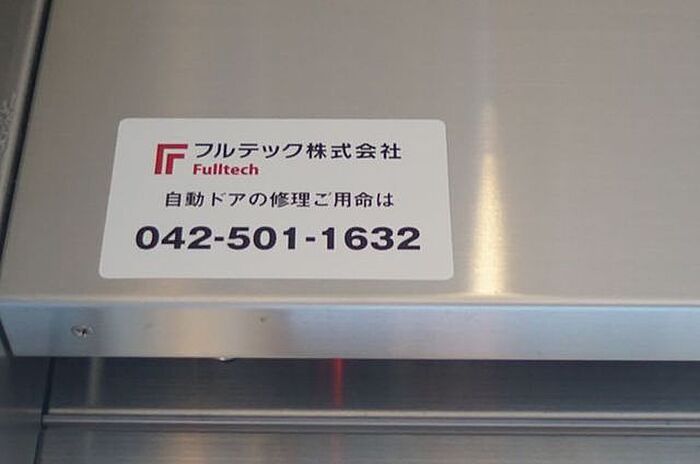 フルテック株式会社
Fulltech
自動ドアの修理ご用命は
042-501-1632